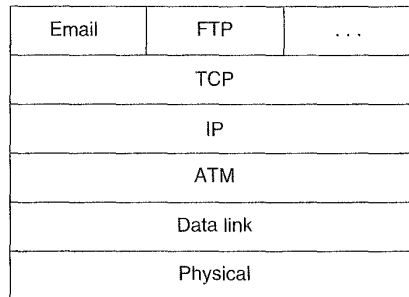 Email FTP ...
TCP
IP
ATM
Data link
Physical